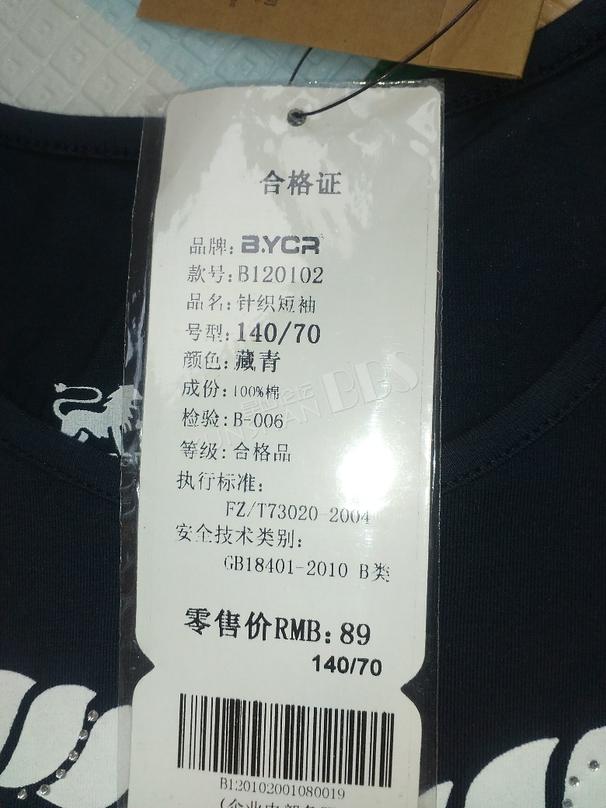 合格证
品牌: B.YCR
款号:B120102
品名:针织短袖
号型:140/70
颜色:藏青
成份:100%棉
检验:B-006
等级:合格品
执行标准:
FZ/T73020-2004
安全技术类别:
GB18401-2010 B类
零售价RMB:89
140/70
B120102001080019